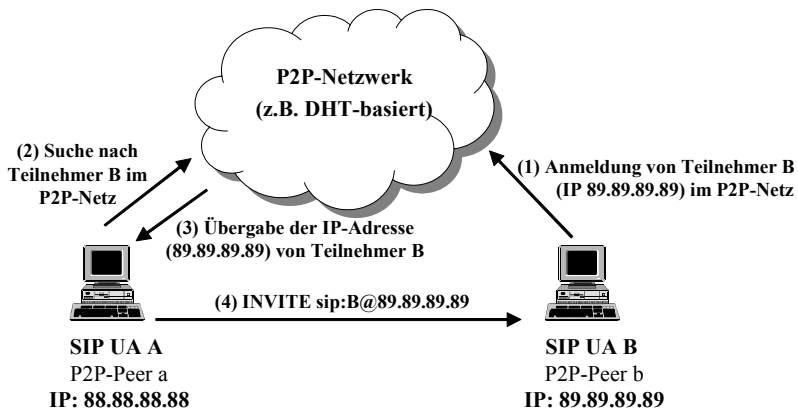 P2P-Netzwerk
(z.B. DHT-basiert)
(2) Suche nach
Teilnehmer B im
P2P-Netz
(1) Anmeldung von Teilnehmer B
(IP 89.89.89.89) im P2P-Netz
(3) Übergabe der IP-Adresse
(89.89.89.89) von Teilnehmer B
(4) INVITE sip:B@89.89.89.89
SIP UA A
P2P-Peer a
IP: 88.88.88.88
SIP UA B
P2P-Peer b
IP: 89.89.89.89